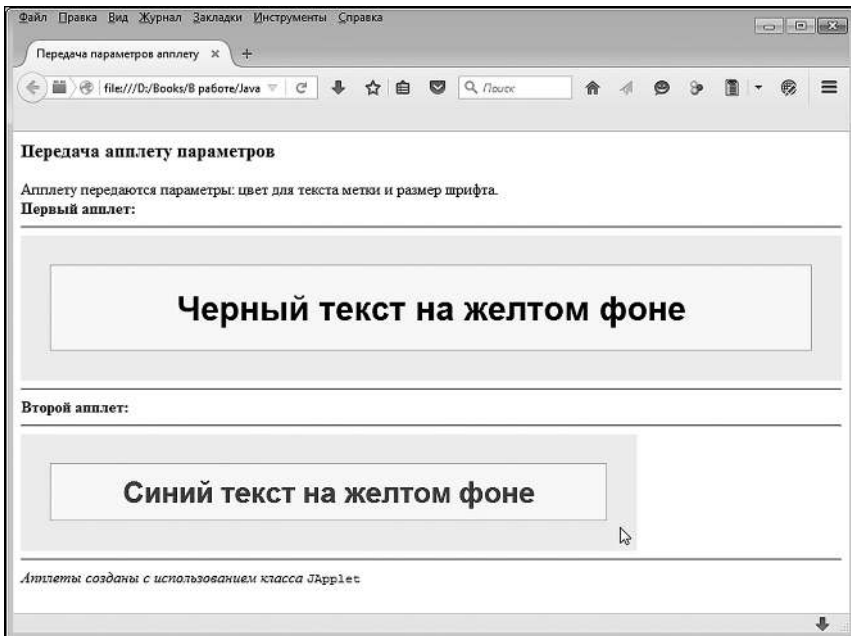 Файл Правка Вид Журнал Закладки Инструменты Справка
Передача параметров апплету × +
file:///D:/Books/В работе/Java
Поиск
Передача апплету параметров
Апплету передаются параметры: цвет для текста метки и размер шрифта.
Первый апплет:
Черный текст на желтом фоне
Второй апплет:
Синий текст на желтом фоне
Апплеты созданы с использованием класса JApplet